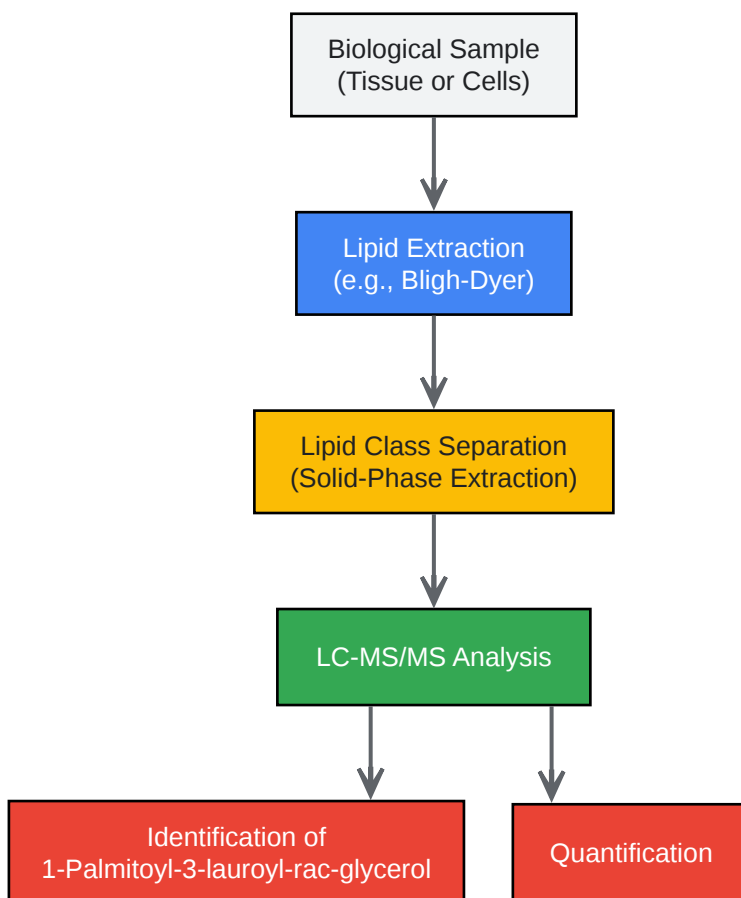 Biological Sample
(Tissue or Cells)
Lipid Extraction
(e.g., Bligh-Dyer)
Lipid Class Separation
(Solid-Phase Extraction)
LC-MS/MS Analysis
Identification of
1-Palmitoyl-3-lauroyl-rac-glycerol
Quantification